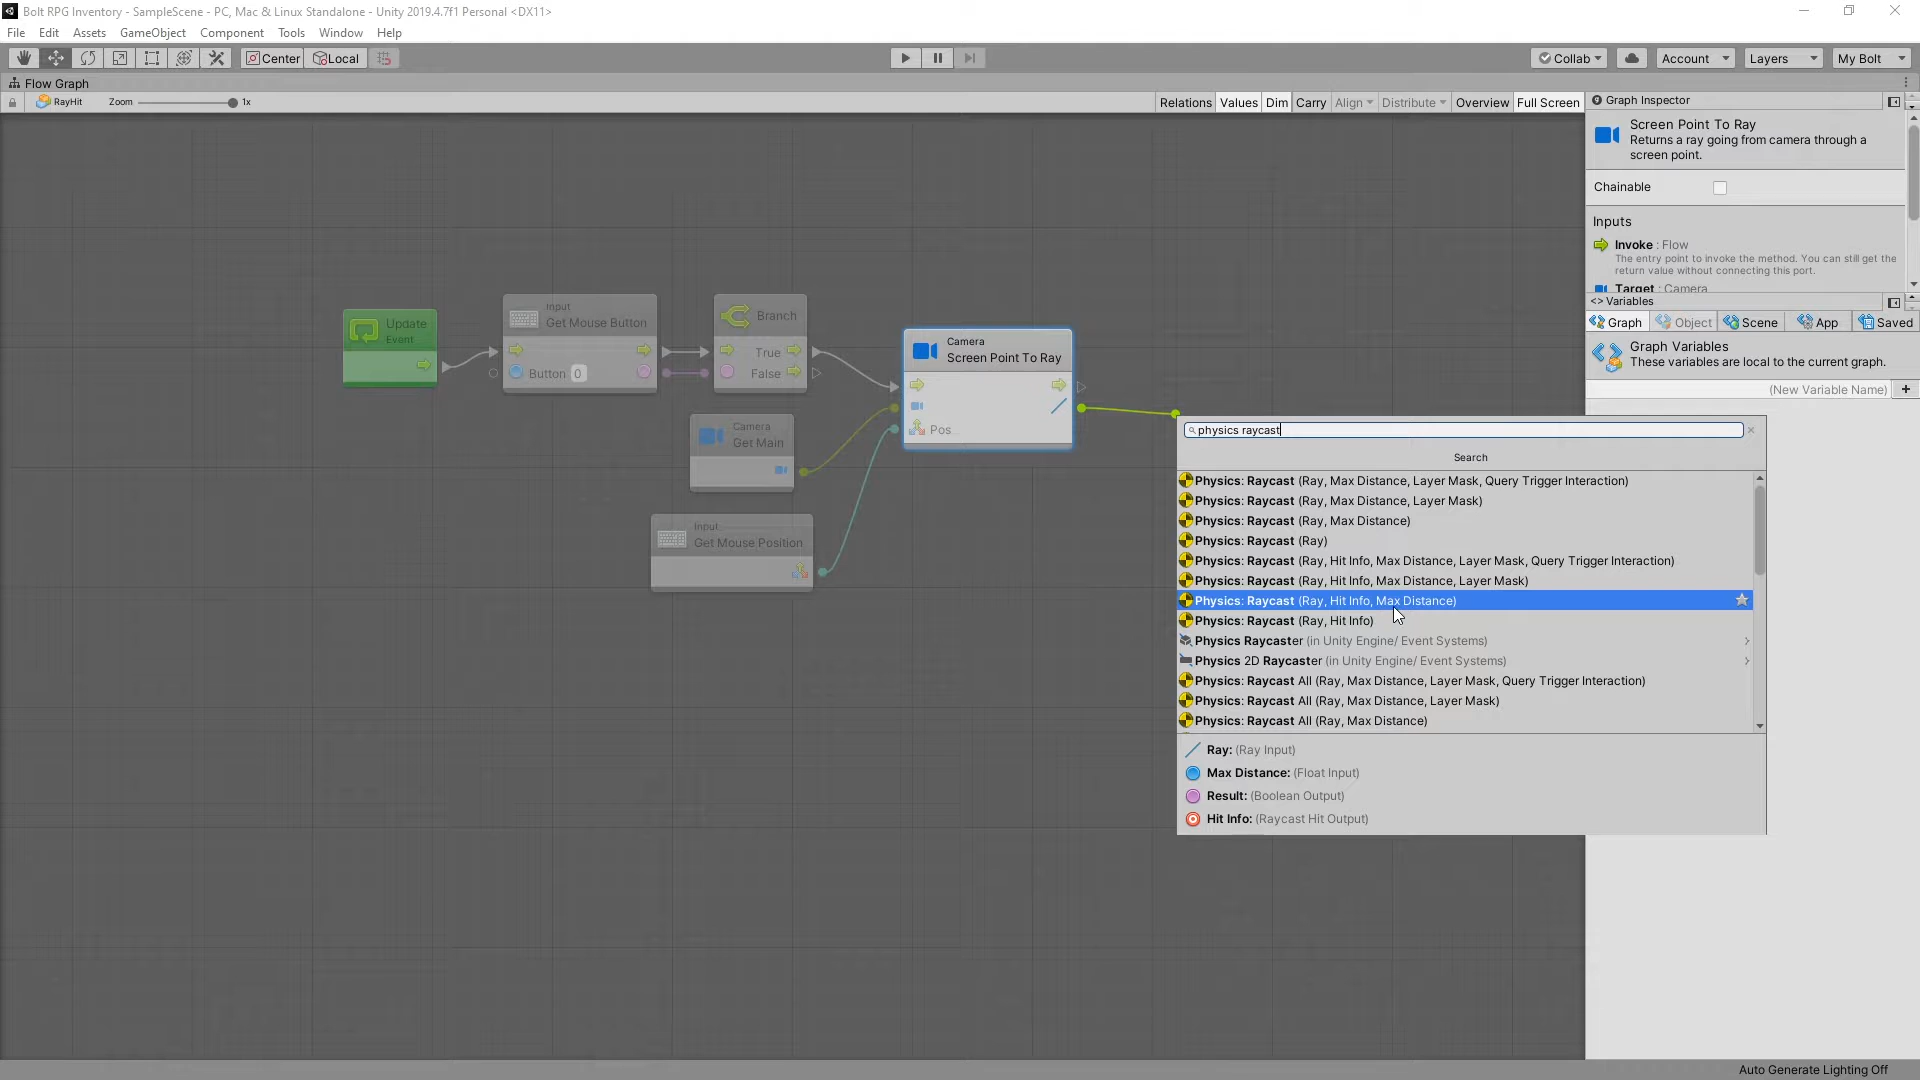 Bolt RPG Inventory - SampleScene - PC, Mac & Linux Standalone - Unity 2019.4.7f1 Personal <DX11>
File Edit Assets GameObject Component Tools Window Help
Center Local Collab Account Layers My Bolt
Flow Graph
RayHit Zoom 1x Relations Values Dim Carry Align Distribute Overview Full Screen
Graph Inspector
Screen Point To Ray
Returns a ray going from camera through a
screen point.
Chainable
Inputs
Invoke : Flow
The entry point to invoke the method. You can still get the
return value without connecting this port.
Target : Camera
<> Variables
Graph Object Scene App Saved
Graph Variables
These variables are local to the current graph.
(New Variable Name) +
Update
Event
Input
Get Mouse Button
Button 0
Branch
True
False
Camera
Screen Point To Ray
Pos
Camera
Get Main
Input
Get Mouse Position
physics raycast
Search
Physics: Raycast (Ray, Max Distance, Layer Mask, Query Trigger Interaction)
Physics: Raycast (Ray, Max Distance, Layer Mask)
Physics: Raycast (Ray, Max Distance)
Physics: Raycast (Ray)
Physics: Raycast (Ray, Hit Info, Max Distance, Layer Mask, Query Trigger Interaction)
Physics: Raycast (Ray, Hit Info, Max Distance, Layer Mask)
Physics: Raycast (Ray, Hit Info, Max Distance)
Physics: Raycast (Ray, Hit Info)
Physics Raycaster (in Unity Engine/ Event Systems)
Physics 2D Raycaster (in Unity Engine/ Event Systems)
Physics: Raycast All (Ray, Max Distance, Layer Mask, Query Trigger Interaction)
Physics: Raycast All (Ray, Max Distance, Layer Mask)
Physics: Raycast All (Ray, Max Distance)
Ray: (Ray Input)
Max Distance: (Float Input)
Result: (Boolean Output)
Hit Info: (Raycast Hit Output)
Auto Generate Lighting Off